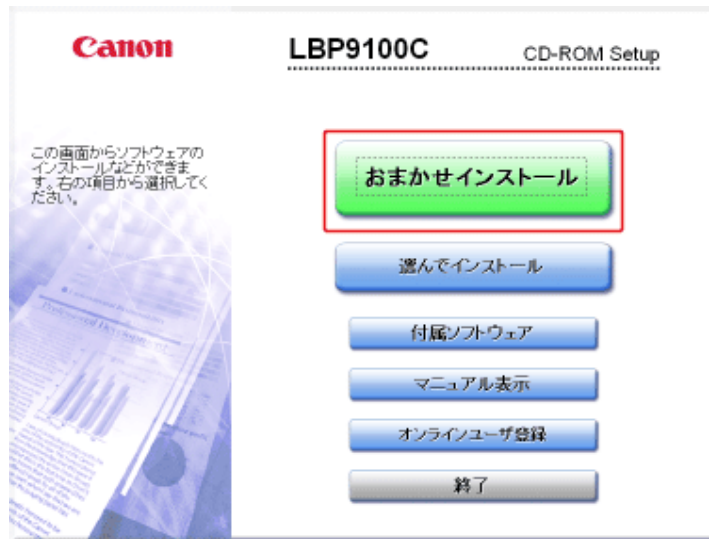 Canon
LBP9100C
CD-ROM Setup
この画面からソフトウェアの
インストールなどができま
す。右の項目から選択してく
ださい。
おまかせインストール
選んでインストール
付属ソフトウェア
マニュアル表示
オンラインユーザ登録
終了